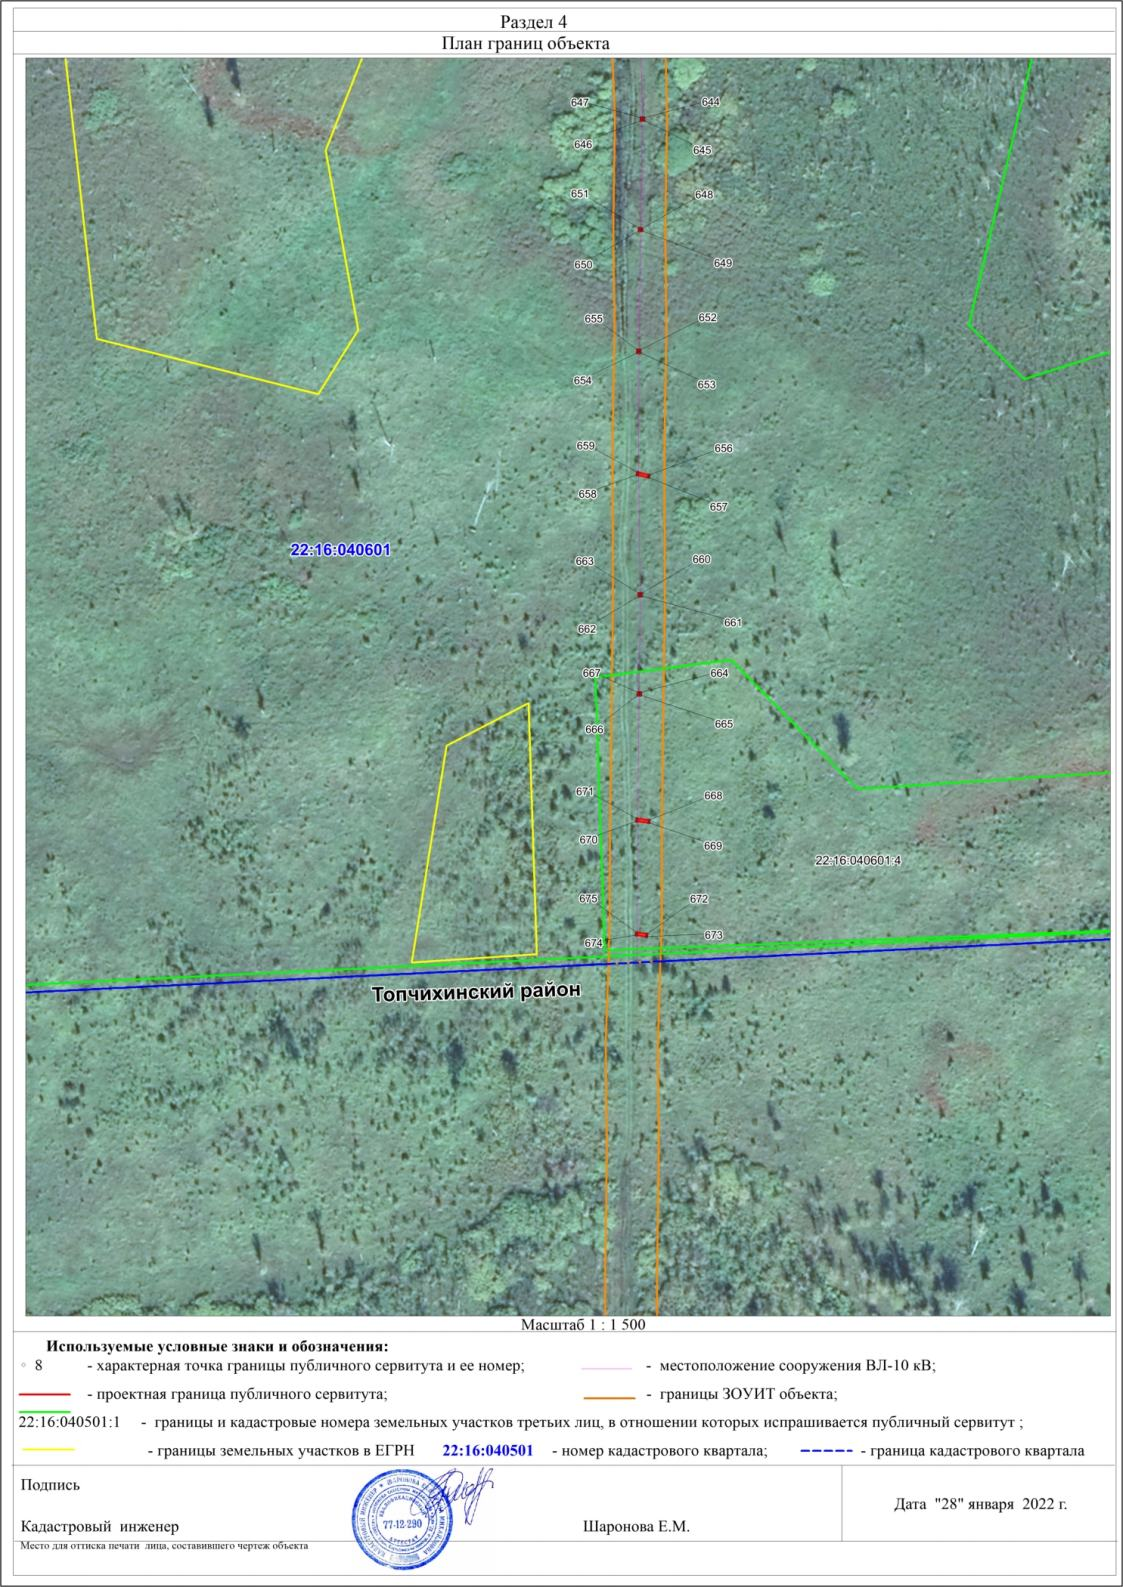 Раздел 4
План границ объекта
647
644
646
645
651
648
650
649
655
652
654
653
659
656
658
657
22:16:040601
663
660
662
661
667
664
666
665
671
668
670
669
22:16:040601:4
675
672
674
673
Топчихинский район
Масштаб 1 : 1 500
Используемые условные знаки и обозначения:
8 - характерная точка границы публичного сервитута и ее номер;
- местоположение сооружения ВЛ-10 кВ;
- проектная граница публичного сервитута;
- границы ЗОУИТ объекта;
22:16:040501:1 - границы и кадастровые номера земельных участков третьих лиц, в отношении которых испрашивается публичный сервитут ;
- границы земельных участков в ЕГРН 22:16:040501 - номер кадастрового квартала; - граница кадастрового квартала
Подпись
Дата "28" января 2022 г.
77-12-290
Кадастровый инженер
Шаронова Е.М.
Место для оттиска печати лица, составившего чертеж объекта